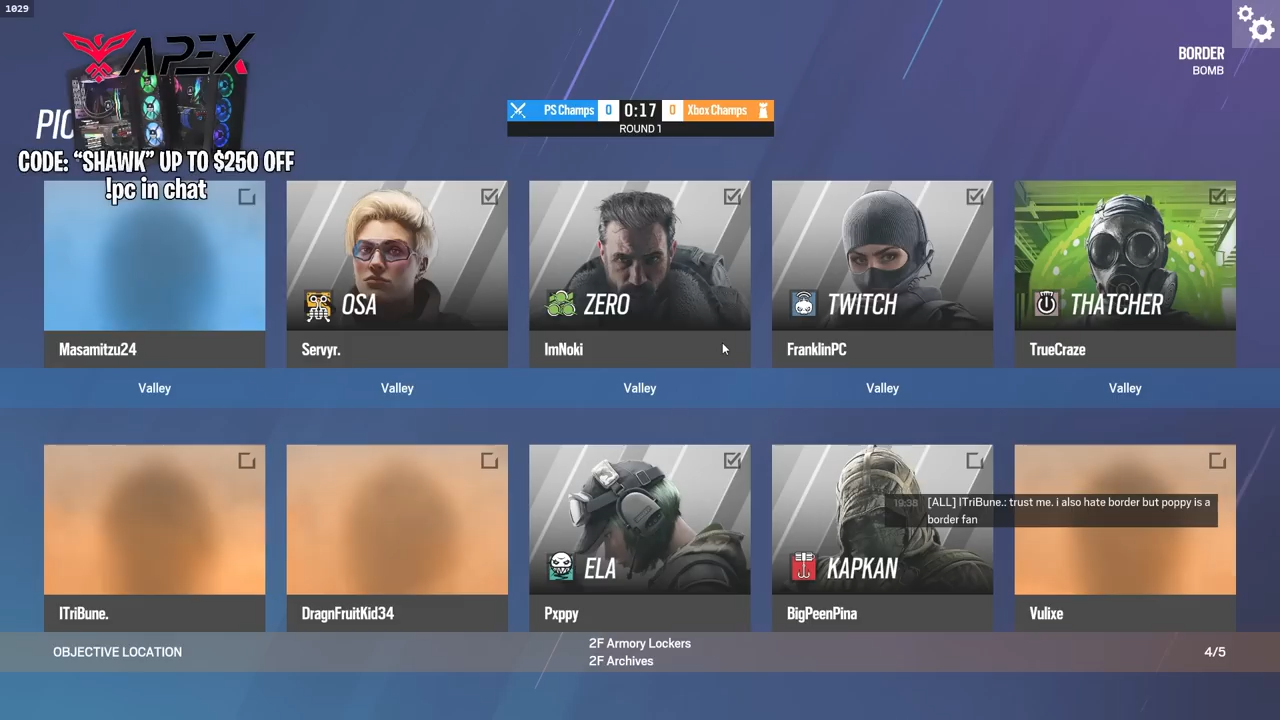 1029
APEX
BORDER
BOMB
PS Champs 0 0:17 0 Xbox Champs
ROUND 1
PIC
CODE: “SHAWK” UP TO $250 OFF
!pc in chat
OSA
ZERO
TWITCH
THATCHER
Masamitzu24
Servyr.
ImNoki
FranklinPC
TrueCraze
Valley
Valley
Valley
Valley
Valley
19:38 [ALL] ITriBune.: trust me. i also hate border but poppy is a
border fan
ELA
KAPKAN
ITriBune.
DragnFruitKid34
Pxppy
BigPeenPina
Vulixe
OBJECTIVE LOCATION
2F Armory Lockers
2F Archives
4/5